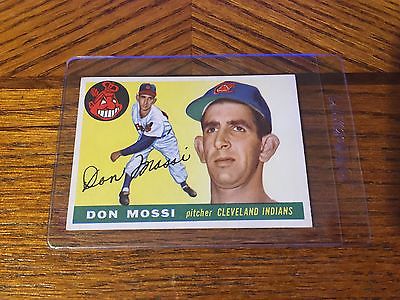 Don Mossi
DON MOSSI pitcher CLEVELAND INDIANS